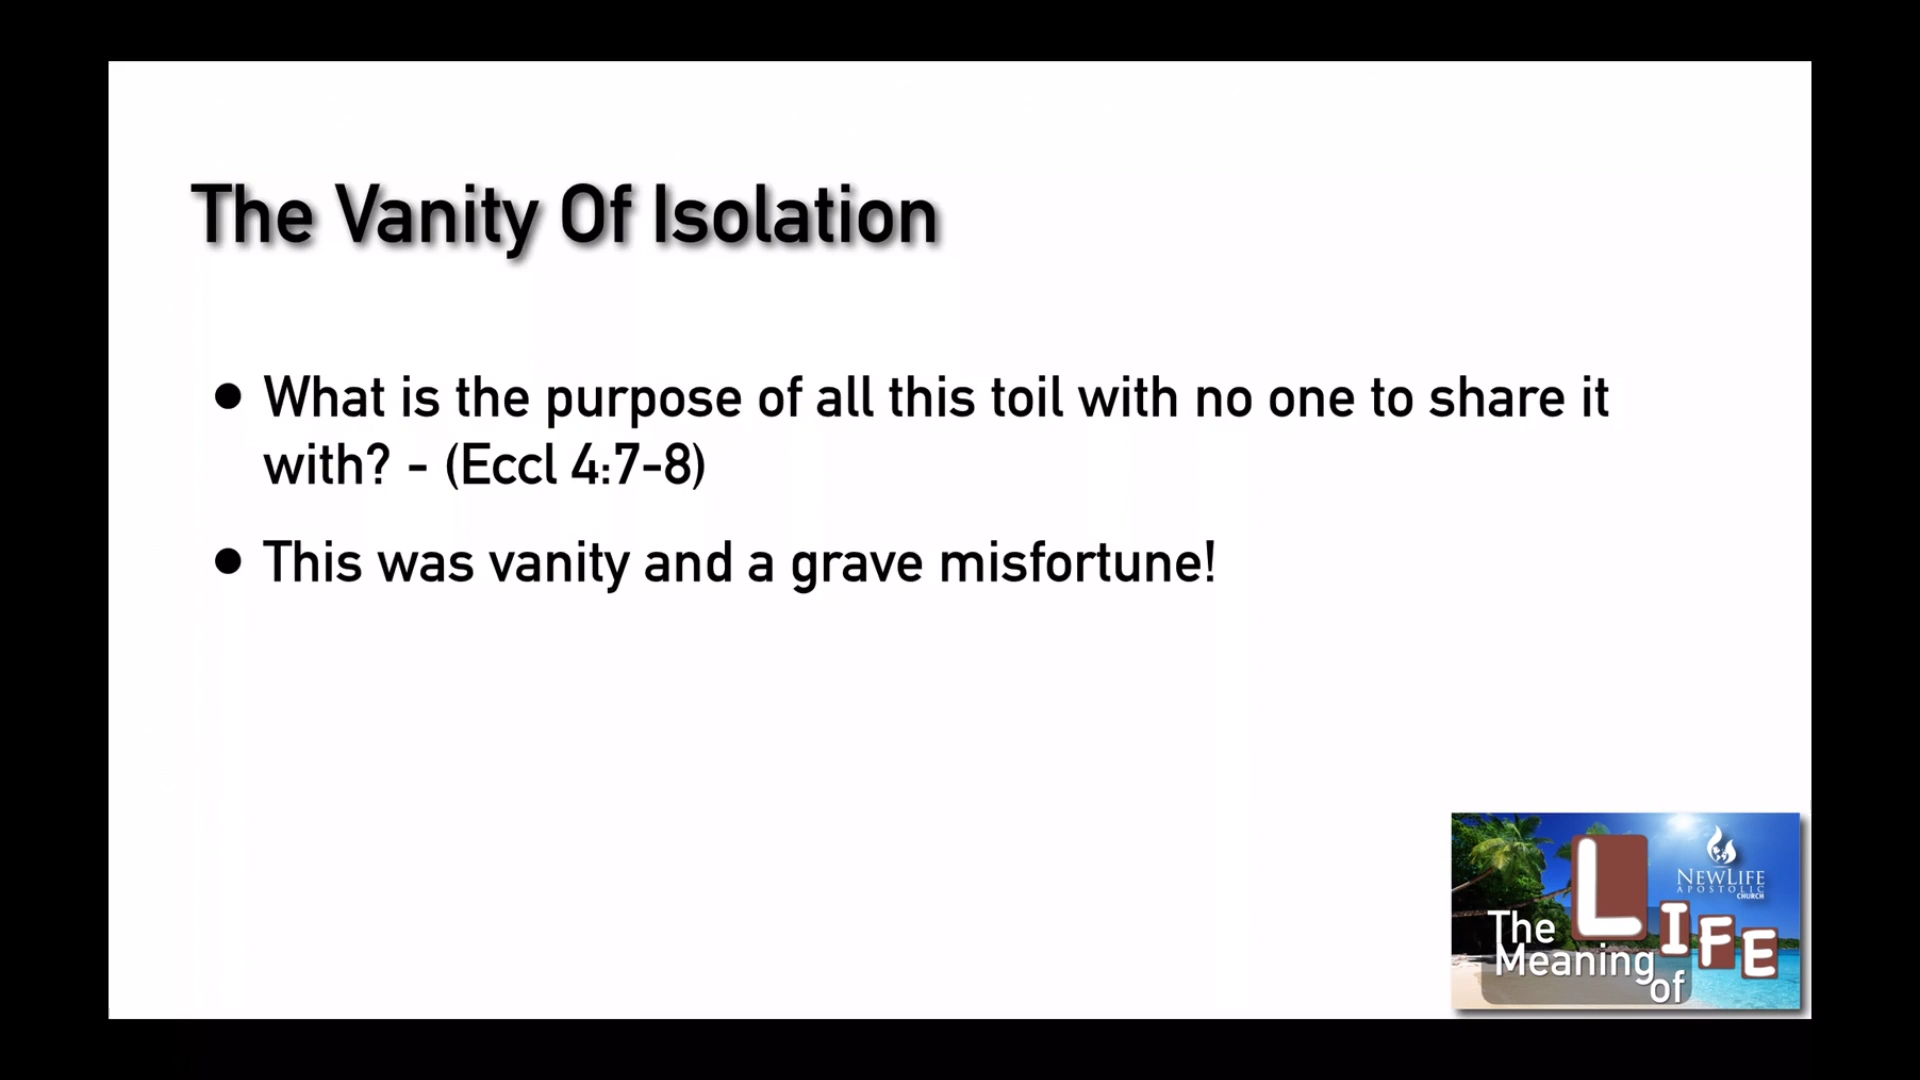 The Vanity Of Isolation
• What is the purpose of all this toil with no one to share it
with? - (Eccl 4:7-8)
• This was vanity and a grave misfortune!
NEWLIFE
APOSTOLIC
CHURCH
The
Meaning
of
LIFE